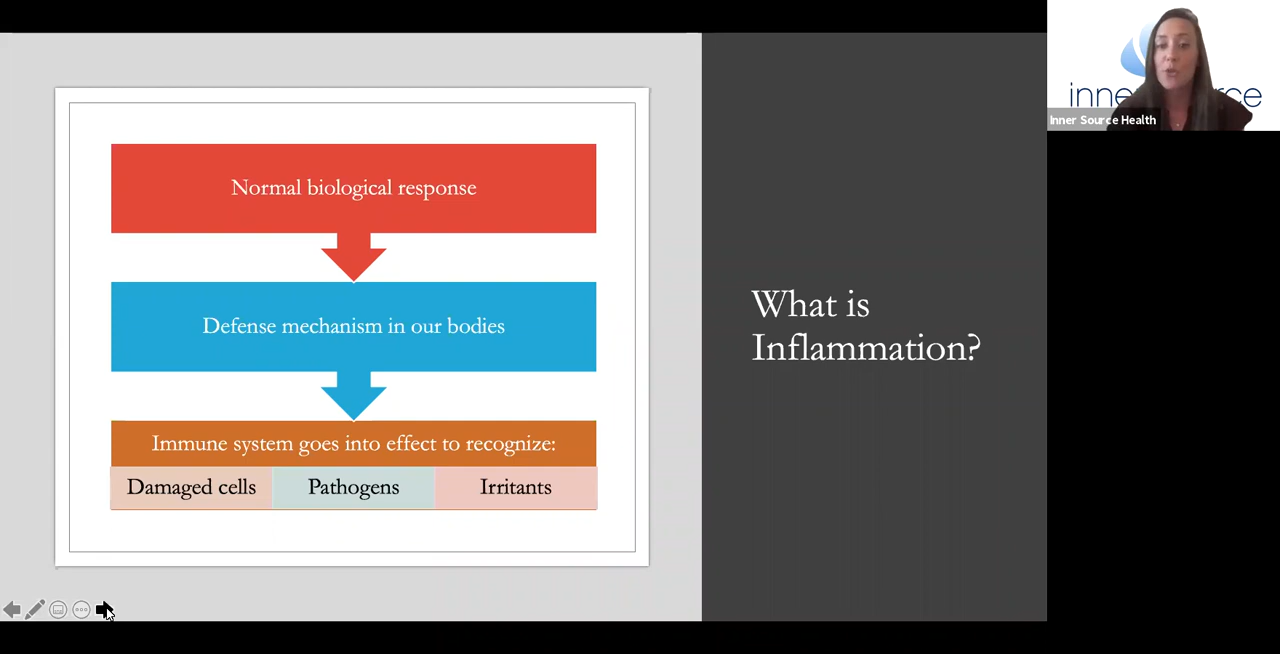 Normal biological response
Defense mechanism in our bodies
Immune system goes into effect to recognize:
Damaged cells
Pathogens
Irritants
What is
Inflammation?
Inner Source Health